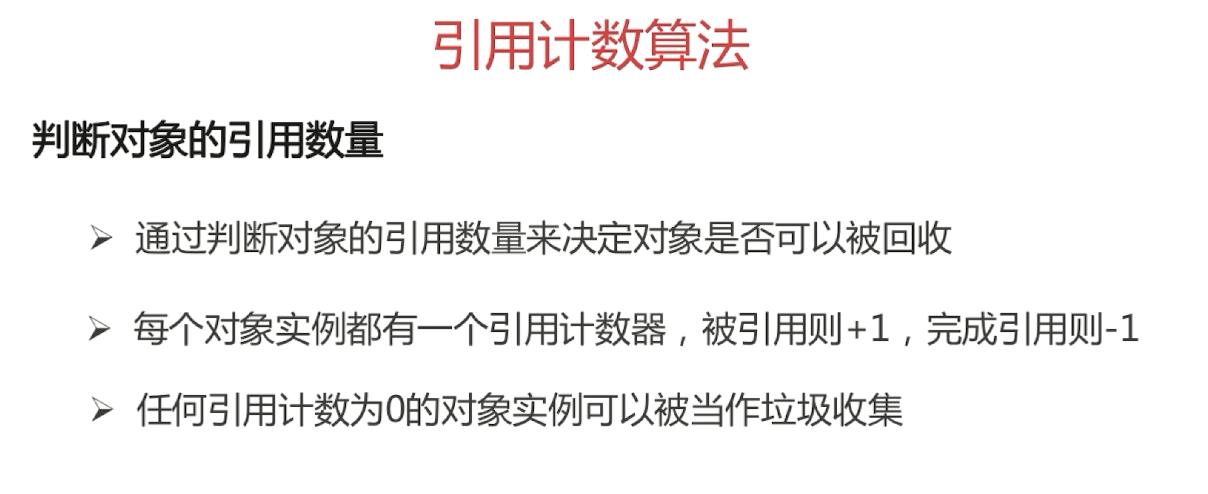 引用计数算法
判断对象的引用数量
➢ 通过判断对象的引用数量来决定对象是否可以被回收
➢ 每个对象实例都有一个引用计数器，被引用则+1，完成引用则-1
➢ 任何引用计数为0的对象实例可以被当作垃圾收集